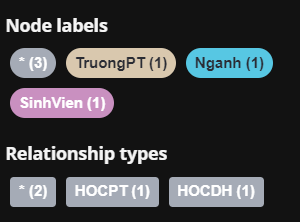 Node labels
* (3) TruongPT (1) Nganh (1)
SinhVien (1)
Relationship types
* (2) HOCPT (1) HOCDH (1)